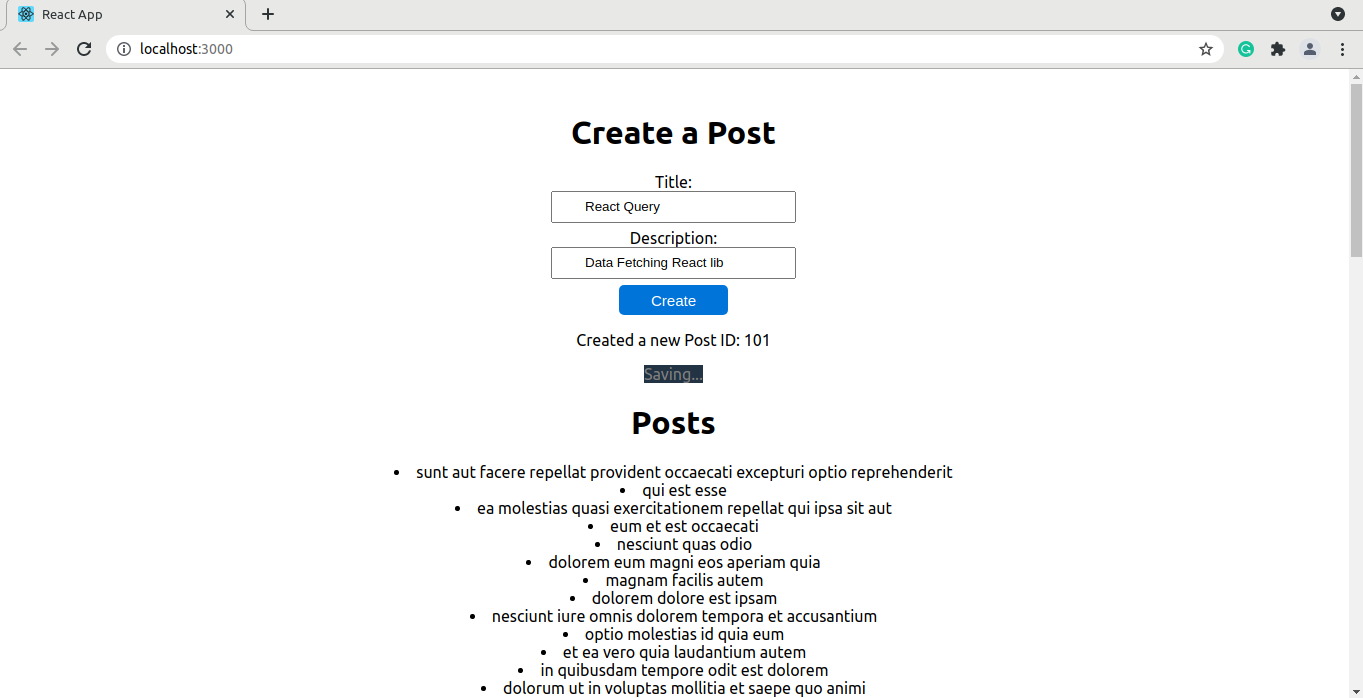 React App
localhost:3000
Create a Post
Title:
React Query
Description:
Data Fetching React lib
Create
Created a new Post ID: 101
Saving...
Posts
sunt aut facere repellat provident occaecati excepturi optio reprehenderit
qui est esse
ea molestias quasi exercitationem repellat qui ipsa sit aut
eum et est occaecati
nesciunt quas odio
dolorem eum magni eos aperiam quia
magnam facilis autem
dolorem dolore est ipsam
nesciunt iure omnis dolorem tempora et accusantium
optio molestias id quia eum
et ea vero quia laudantium autem
in quibusdam tempore odit est dolorem
dolorum ut in voluptas mollitia et saepe quo animi